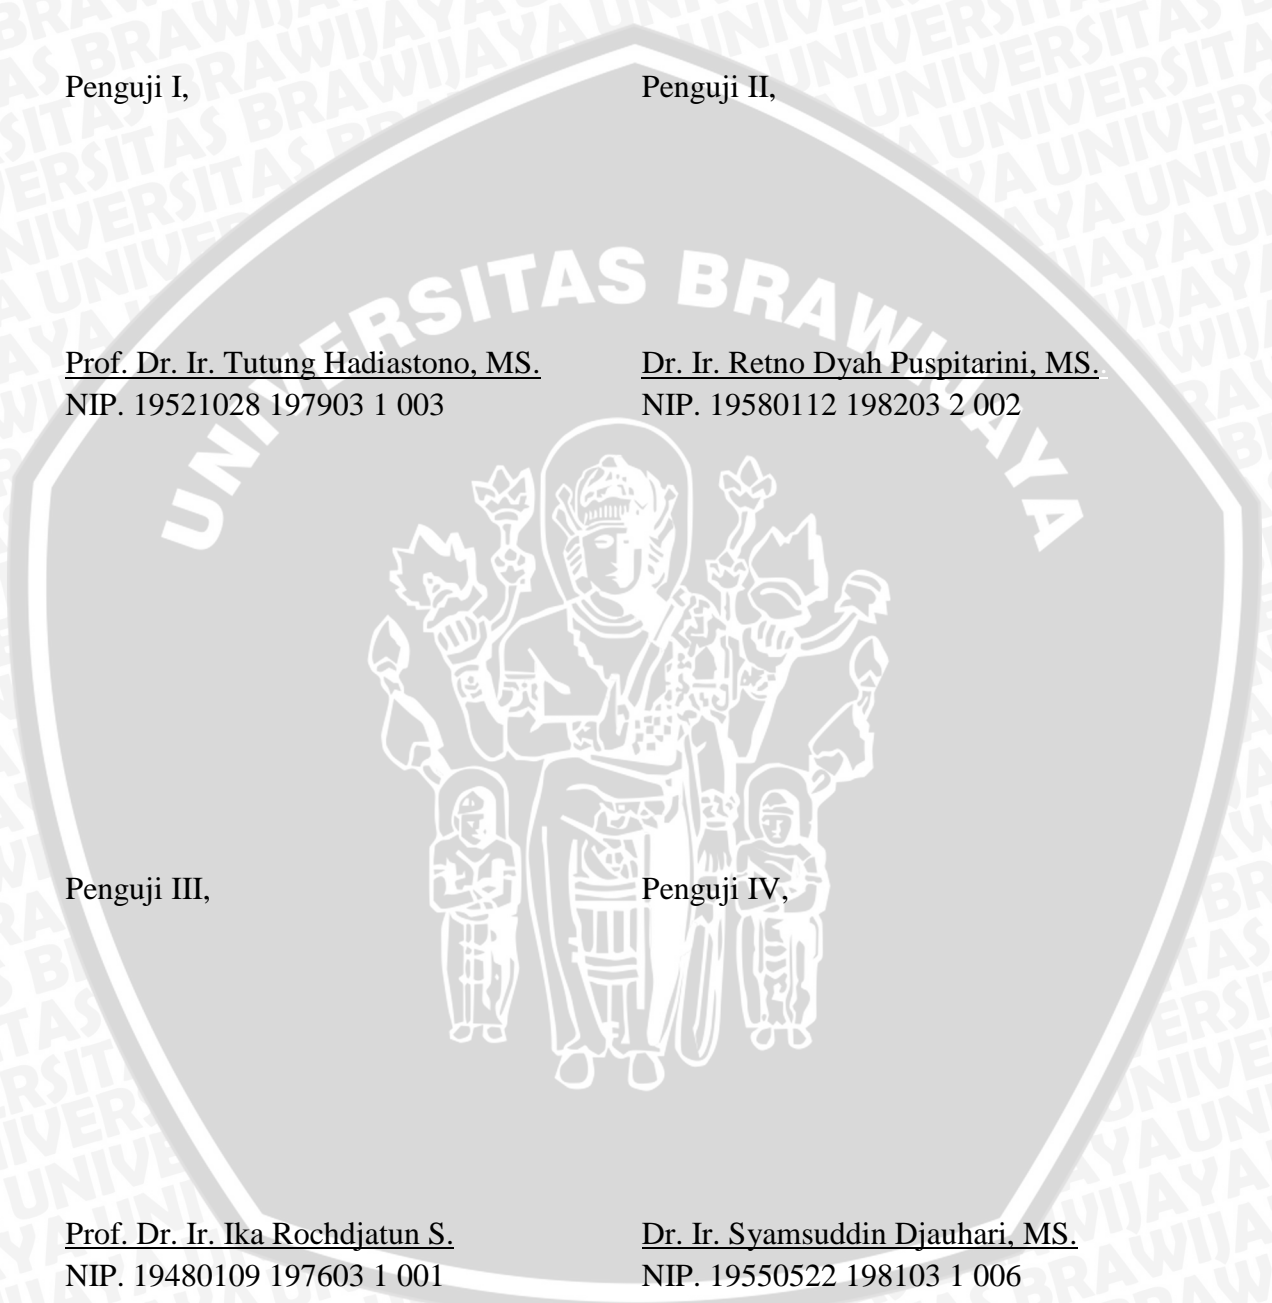 Penguji I,
Penguji II,
UNIVERSITAS BRAWIJAYA
Prof. Dr. Ir. Tutung Hadiastono, MS.
NIP. 19521028 197903 1 003
Dr. Ir. Retno Dyah Puspitarini, MS.
NIP. 19580112 198203 2 002
Penguji III,
Penguji IV,
Prof. Dr. Ir. Ika Rochdjatun S.
NIP. 19480109 197603 1 001
Dr. Ir. Syamsuddin Djauhari, MS.
NIP. 19550522 198103 1 006